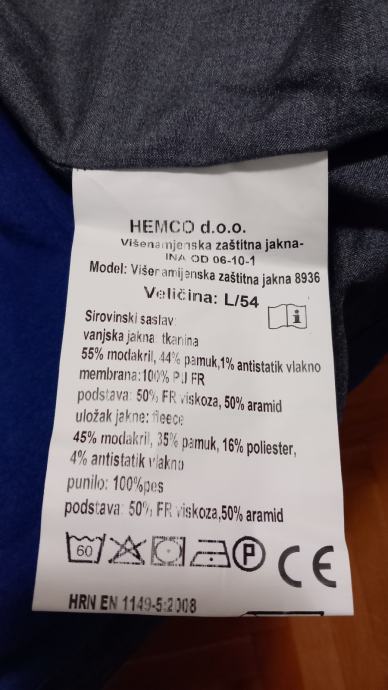 HEMCO d.o.o.
Višenamjenska zaštitna jakna-
INA OD 06-10-1
Model: Višenamjenska zaštitna jakna 8936
Veličina: L/54
Sirovinski sastav:
vanjska jakna: tkanina
55% modakril, 44% pamuk,1% antistatik vlakno
membrana:100% PU FR
podstava: 50% FR viskoza, 50% aramid
uložak jakne: fleece
45% modakril, 35% pamuk, 16% poliester,
4% antistatik vlakno
punilo: 100%pes
podstava: 50% FR viskoza,50% aramid
60 P CE
HRN EN 1149-5:2008